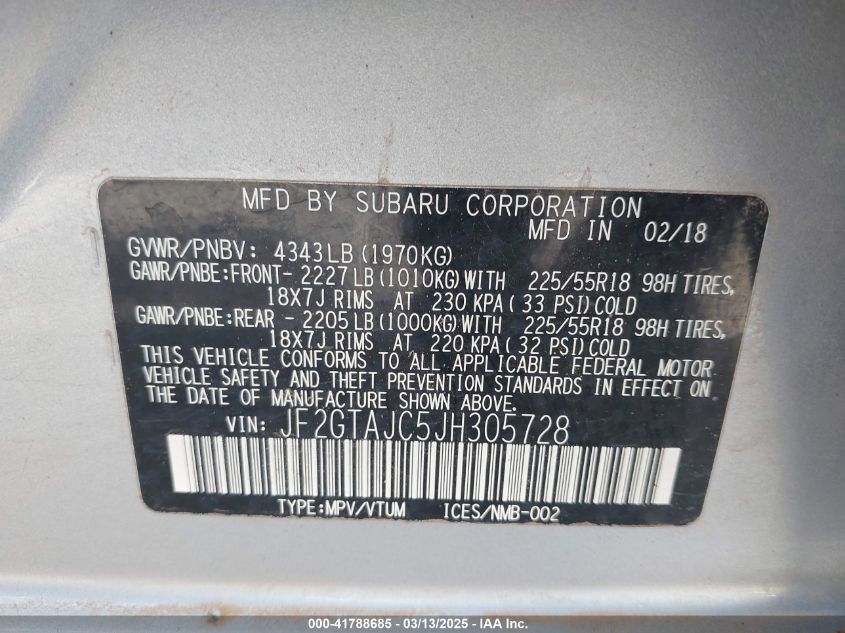 MFD BY SUBARU CORPORATION
MFD IN 02/18
GVWR/PNBV: 4343LB (1970KG)
GAWR/PNBE:FRONT- 2227LB(1010KG)WITH 225/55R18 98H TIRES,
18X7J RIMS AT 230 KPA( 33 PSI)COLD
GAWR/PNBE:REAR - 2205LB(1000KG)WITH 225/55R18 98H TIRES,
18X7J RIMS AT 220 KPA( 32 PSI)COLD
THIS VEHICLE CONFORMS TO ALL APPLICABLE FEDERAL MOTOR
VEHICLE SAFETY AND THEFT PREVENTION STANDARDS IN EFFECT ON
THE DATE OF MANUFACTURE SHOWN ABOVE.
VIN: JF2GTAJC5JH305728
TYPE:MPV/VTUM ICES/NMB-002
000-41788685 - 03/13/2025 - IAA Inc.